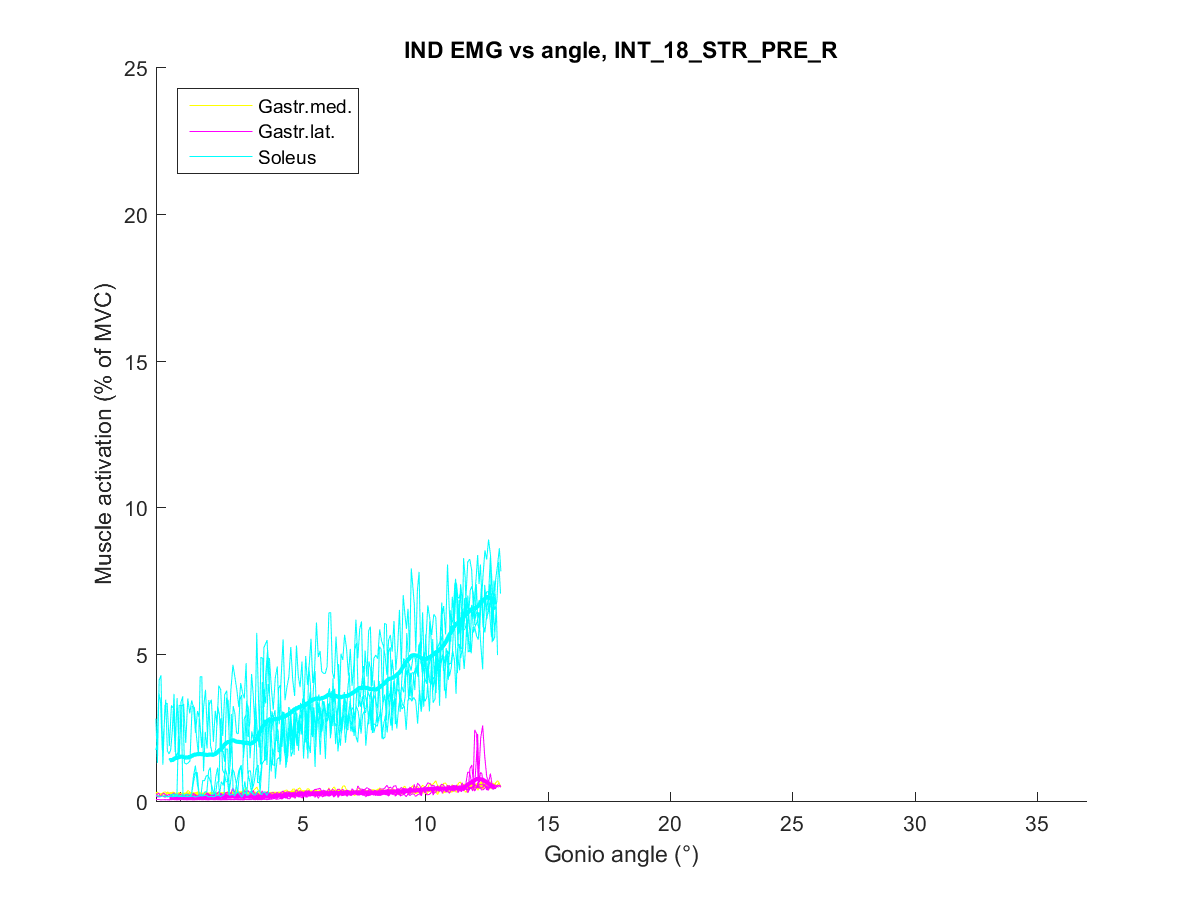 IND EMG vs angle, INT_18_STR_PRE_R
25
20
15
10
5
0
Muscle activation (% of MVC)
Gastr.med.
Gastr.lat.
Soleus
0 5 10 15 20 25 30 35
Gonio angle (°)